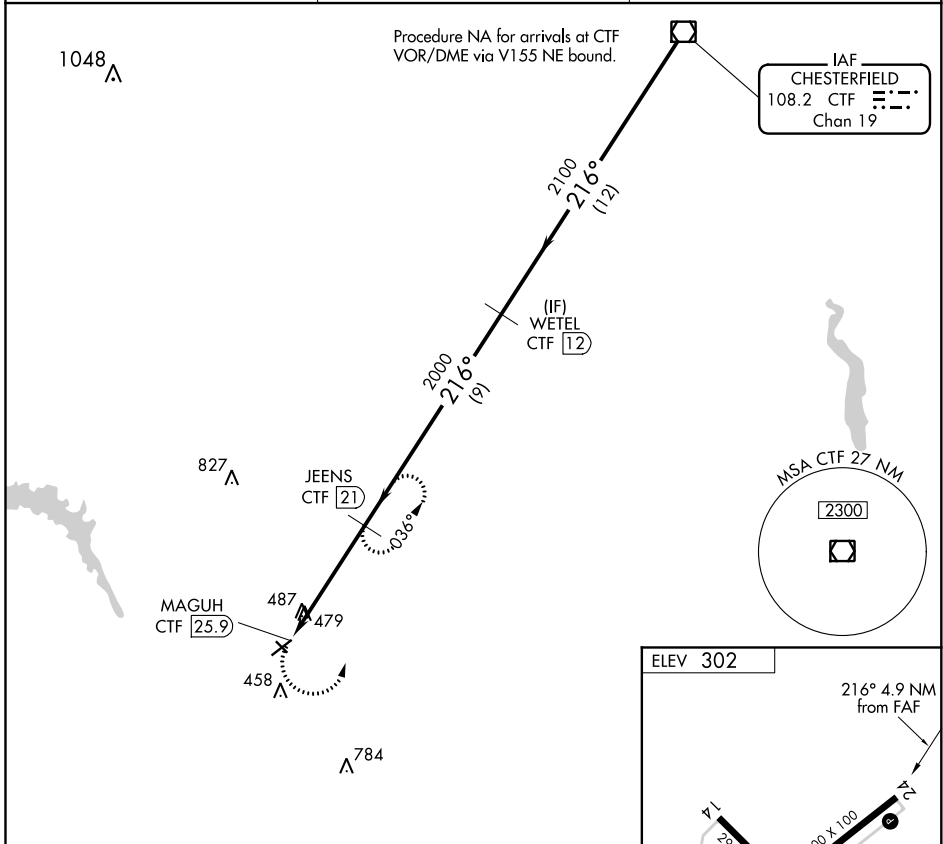 Procedure NA for arrivals at CTF
VOR/DME via V155 NE bound.
1048
IAF
CHESTERFIELD
108.2 CTF
Chan 19
2100
216°
(12)
(IF)
WETEL
CTF 12
2000
216°
(9)
827
JEENS
CTF 21
036°
MSA CTF 27 NM
2300
487
479
MAGUH
CTF 25.9
458
784
ELEV 302
216° 4.9 NM
from FAF
24
14
00 X 100
P